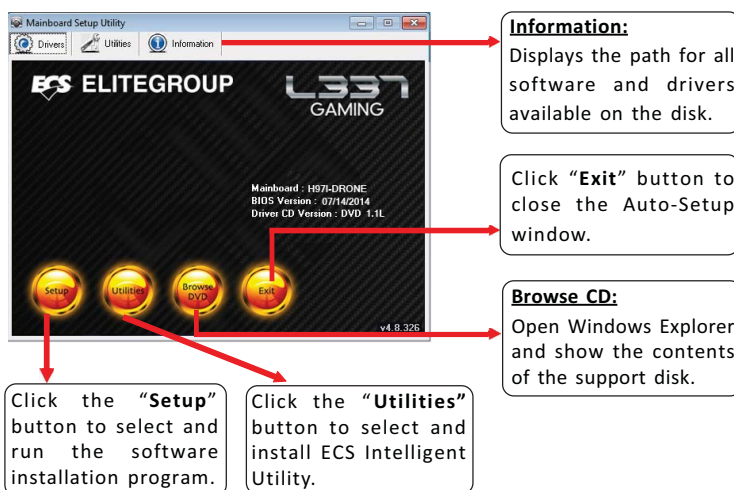 Mainboard Setup Utility
Drivers
Utilities
Information
ECS ELITEGROUP
L337
GAMING
Mainboard : H97I-DRONE
BIOS Version : 07/14/2014
Driver CD Version : DVD 1.1L
Setup
Utilities
Browse
DVD
Exit
v4.8.326
Information:
Displays the path for all
software and drivers
available on the disk.
Click “Exit” button to
close the Auto-Setup
window.
Browse CD:
Open Windows Explorer
and show the contents
of the support disk.
Click the “Setup”
button to select and
run the software
installation program.
Click the “Utilities”
button to select and
install ECS Intelligent
Utility.